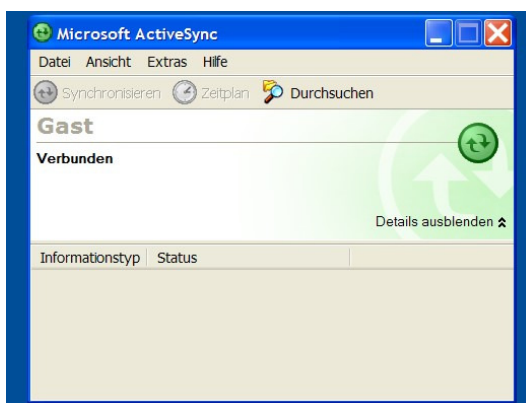 Microsoft ActiveSync
Datei Ansicht Extras Hilfe
Synchronisieren Zeitplan Durchsuchen
Gast
Verbunden
Details ausblenden
Informationstyp Status